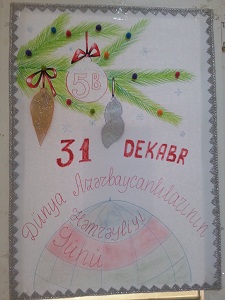 5B
31 DEKABR
Dünya Azərbaycanlılarının
Həmrəyliyi
Günü